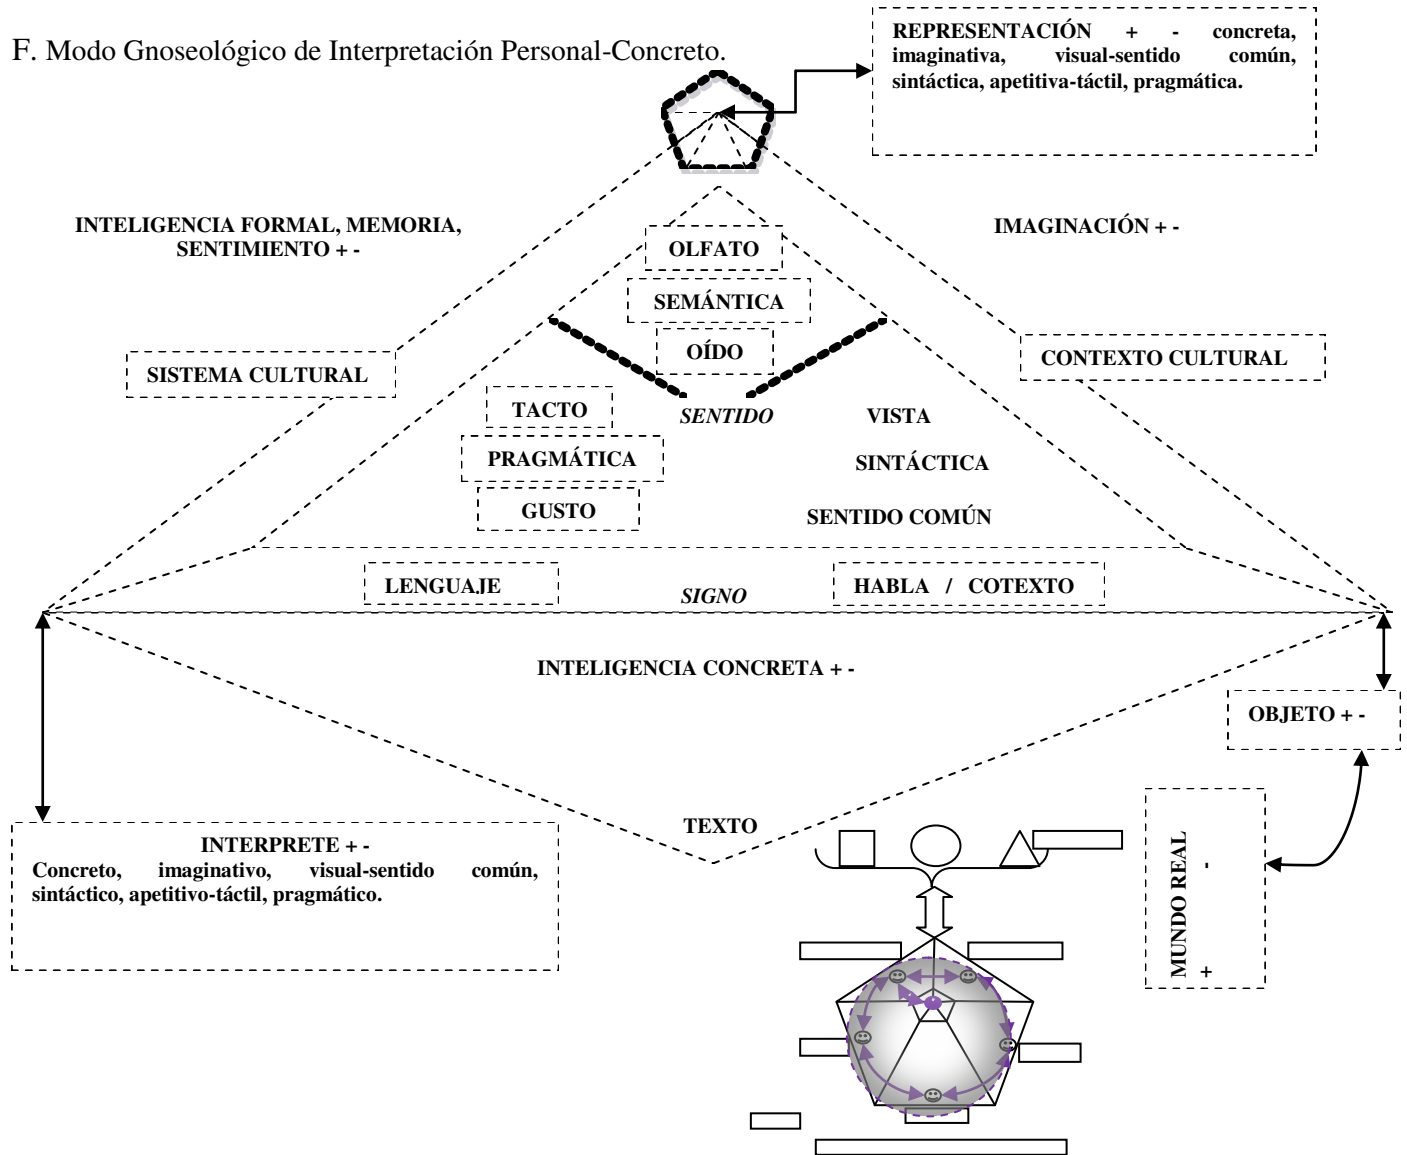 F. Modo Gnoseológico de Interpretación Personal-Concreto.
REPRESENTACIÓN + - concreta,
imaginativa, visual-sentido común,
sintáctica, apetitiva-táctil, pragmática.
INTELIGENCIA FORMAL, MEMORIA,
SENTIMIENTO + -
IMAGINACIÓN + -
OLFATO
SEMÁNTICA
OÍDO
SISTEMA CULTURAL
CONTEXTO CULTURAL
TACTO
SENTIDO
VISTA
PRAGMÁTICA
SINTÁCTICA
GUSTO
SENTIDO COMÚN
LENGUAJE
SIGNO
HABLA / COTEXTO
INTELIGENCIA CONCRETA + -
OBJETO + -
TEXTO
INTERPRETE + -
Concreto, imaginativo, visual-sentido común,
sintáctico, apetitivo-táctil, pragmático.
MUNDO REAL
+ -